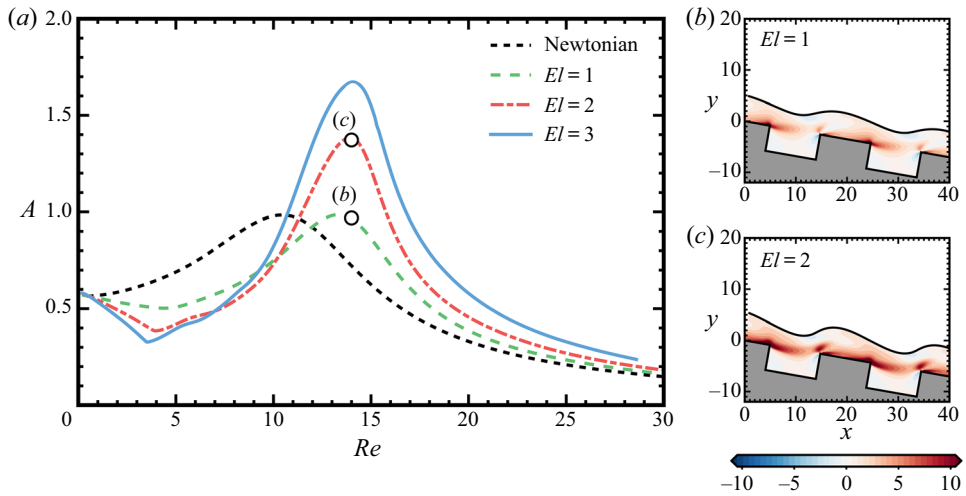 (a)
2.0
1.5
1.0
0.5
A
0 5 10 15 20 25 30
Re
Newtonian
El = 1
El = 2
El = 3
(c)
(b)
(b)
El = 1
20
10
0
−10
y
0 10 20 30 40
(c)
El = 2
20
10
0
−10
y
0 10 20 30 40
x
−10 −5 0 5 10